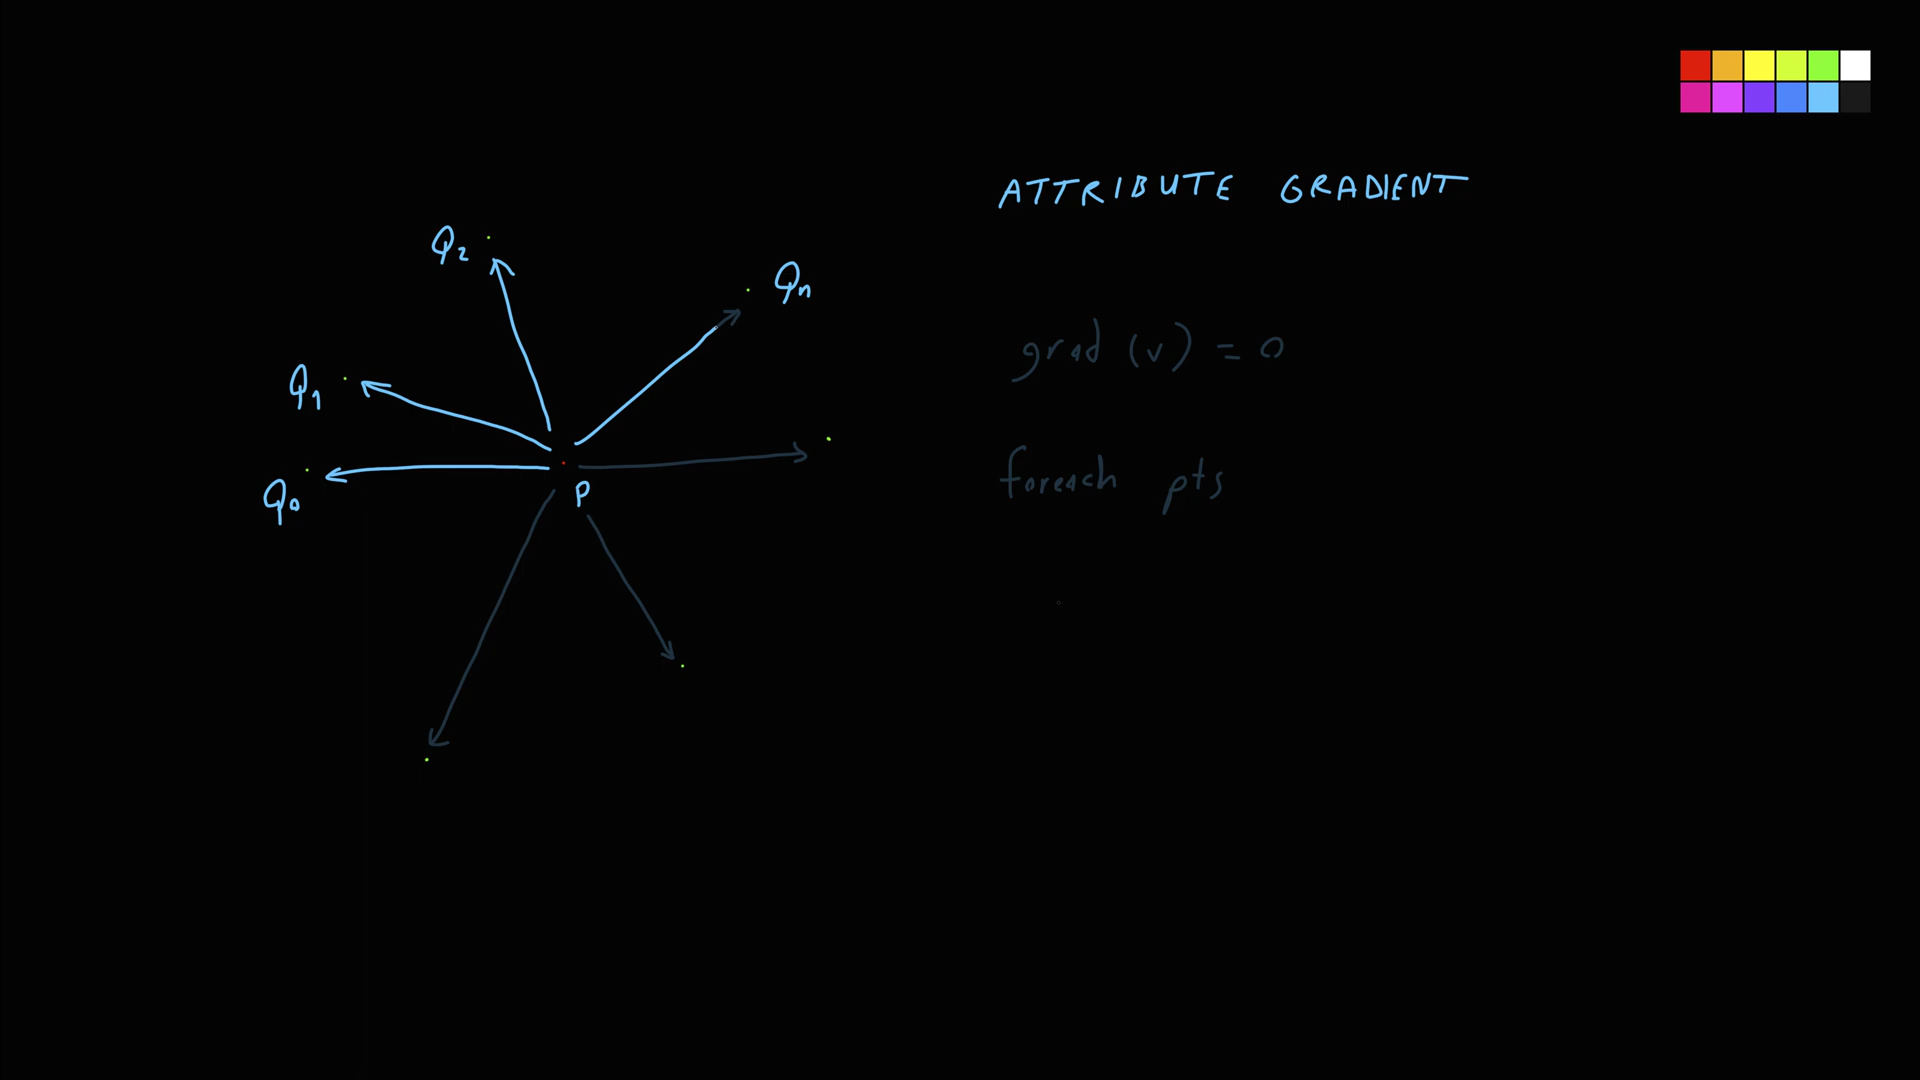 ATTRIBUTE GRADIENT
Q2
Qn
grad (v) = 0
Q1
foreach pts
Q0
P